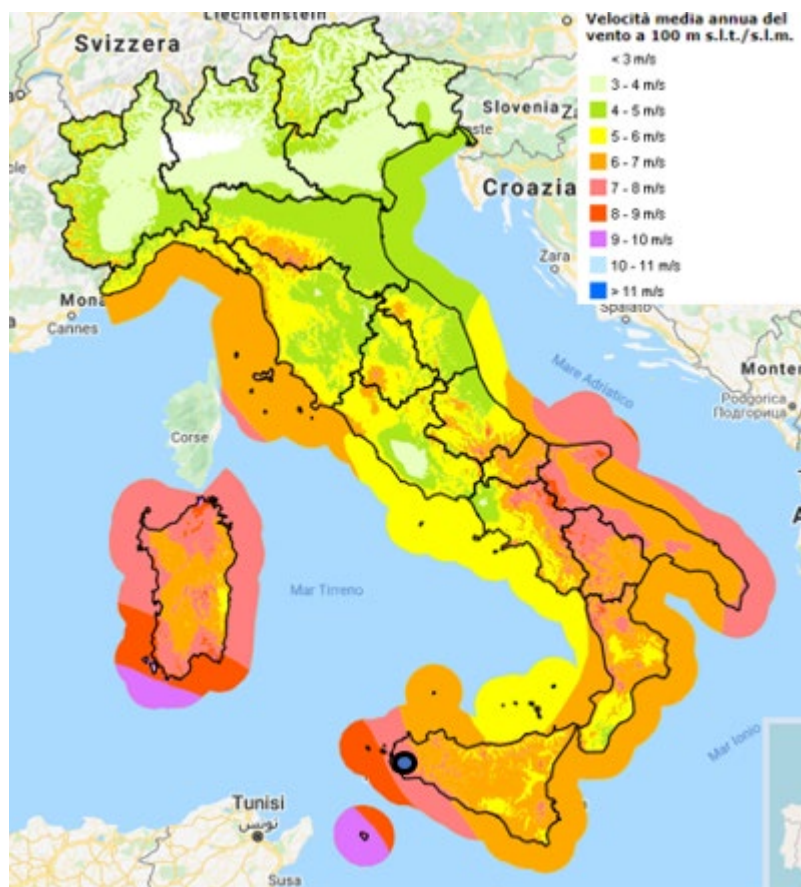 Liechtenstein
Velocità media annua del
vento a 100 m s.l.t./s.l.m.
< 3 m/s
3 - 4 m/s
4 - 5 m/s
5 - 6 m/s
6 - 7 m/s
7 - 8 m/s
8 - 9 m/s
9 - 10 m/s
10 - 11 m/s
> 11 m/s
Svizzera
Slovenia
Croazia
Zara
Spalato
Cannes
Corse
Mare Adriatico
Podgorica
Подгорица
Mar Tirreno
Mar Ionio
Tunisi
تونس
Susa